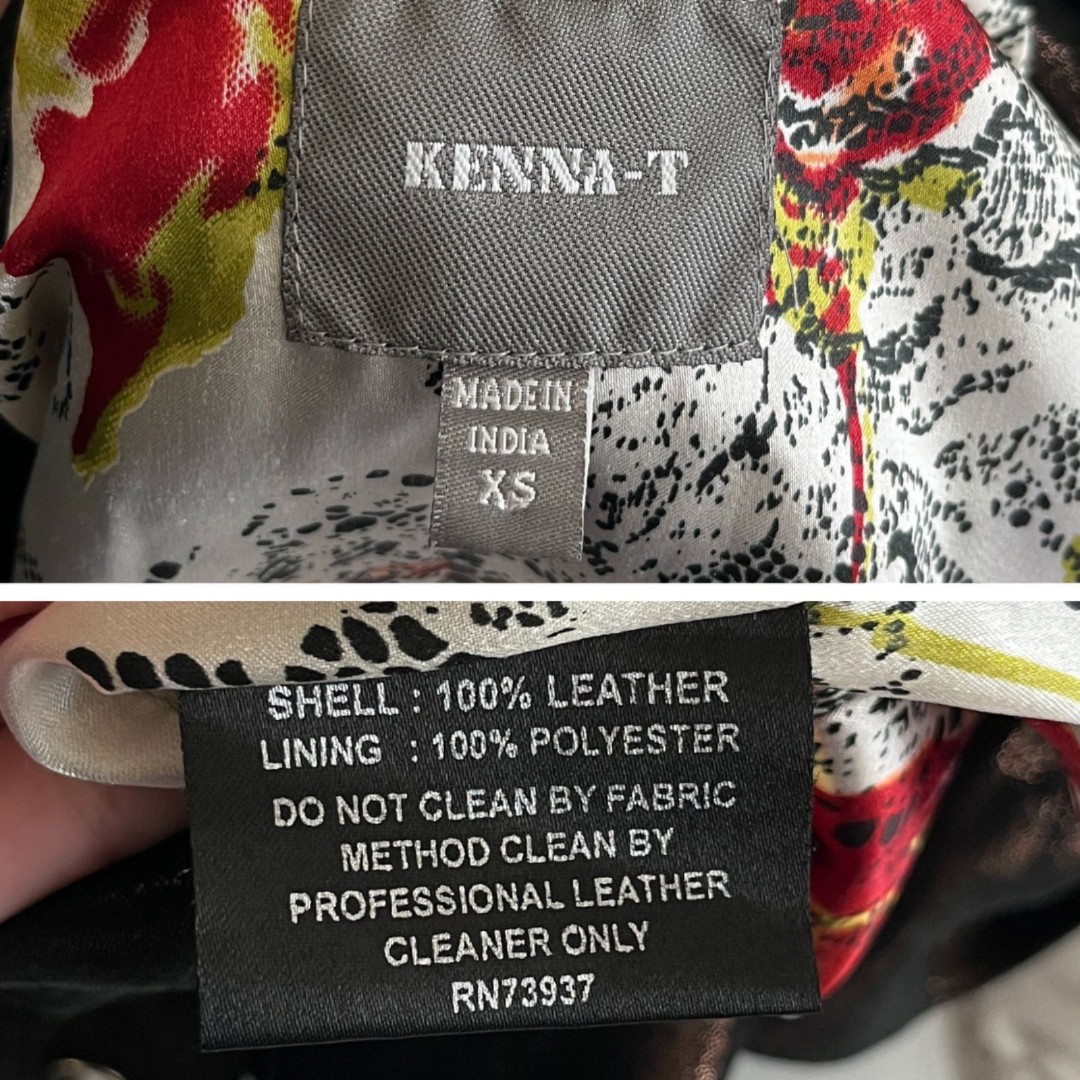 KENNA-T
MADE IN
INDIA
XS
SHELL : 100% LEATHER
LINING : 100% POLYESTER
DO NOT CLEAN BY FABRIC
METHOD CLEAN BY
PROFESSIONAL LEATHER
CLEANER ONLY
RN73937